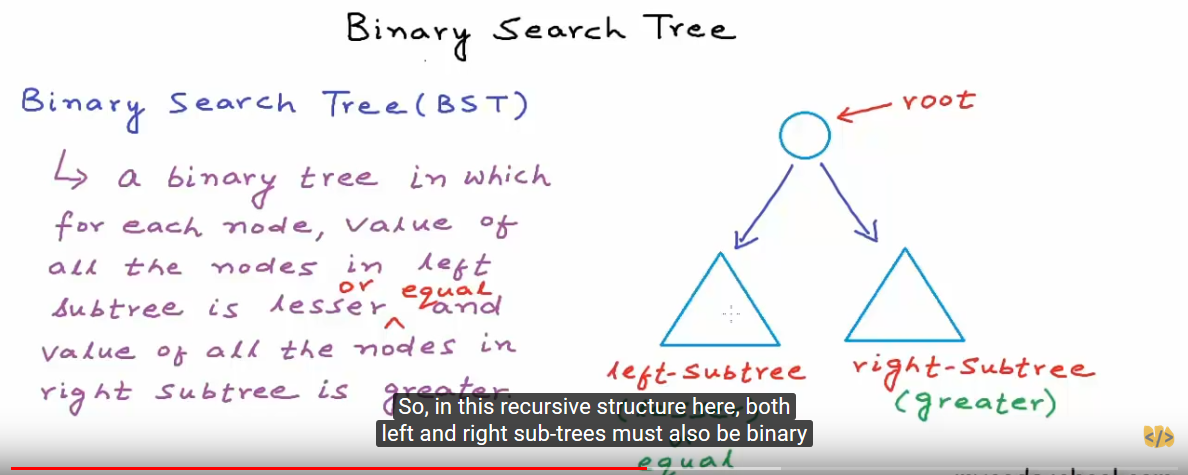 Binary Search Tree
Binary Search Tree (BST)
↳ a binary tree in which
for each node, value of
all the nodes in left
or equal
subtree is lesser ^ and
value of all the nodes in
right subtree is greater.
root
left-subtree
right-subtree
(greater)
equal
So, in this recursive structure here, both
left and right sub-trees must also be binary
</>